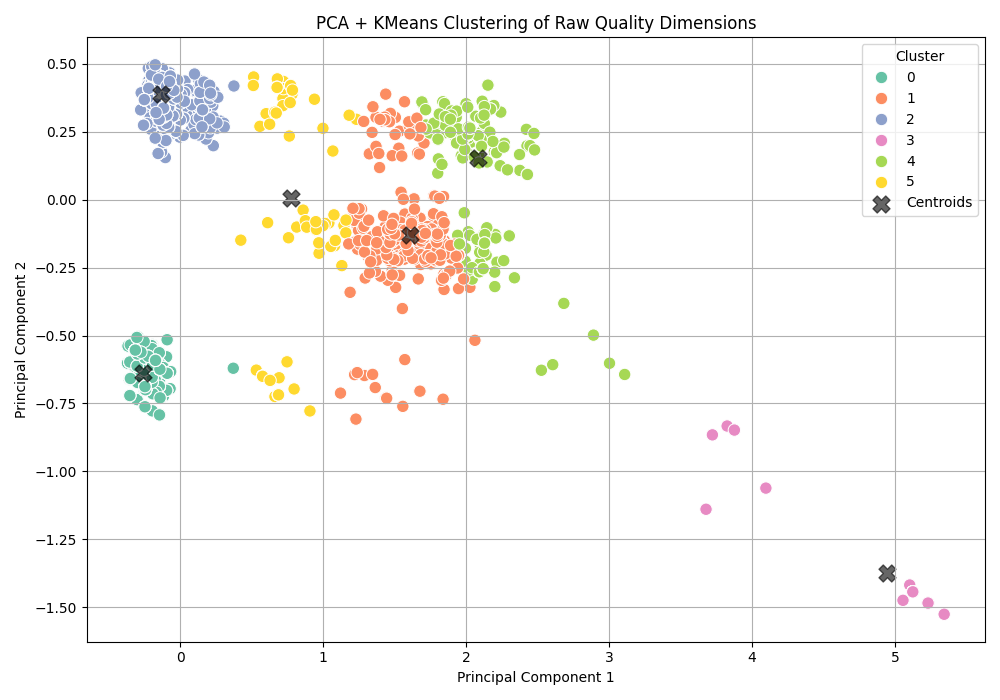 PCA + KMeans Clustering of Raw Quality Dimensions
Cluster
0
1
2
3
4
5
Centroids
0.50
0.25
0.00
−0.25
−0.50
−0.75
−1.00
−1.25
−1.50
Principal Component 2
0 1 2 3 4 5
Principal Component 1